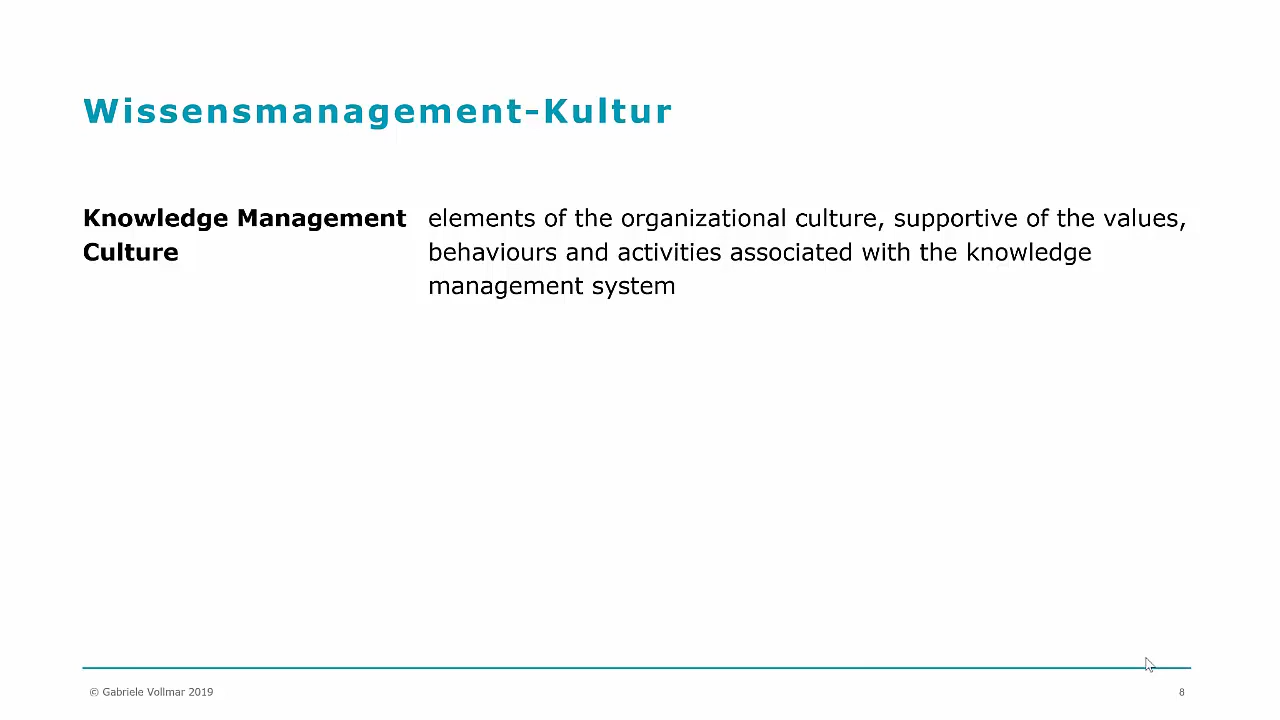 Wissensmanagement-Kultur
Knowledge Management elements of the organizational culture, supportive of the values,
Culture behaviours and activities associated with the knowledge
management system
© Gabriele Vollmar 2019 8